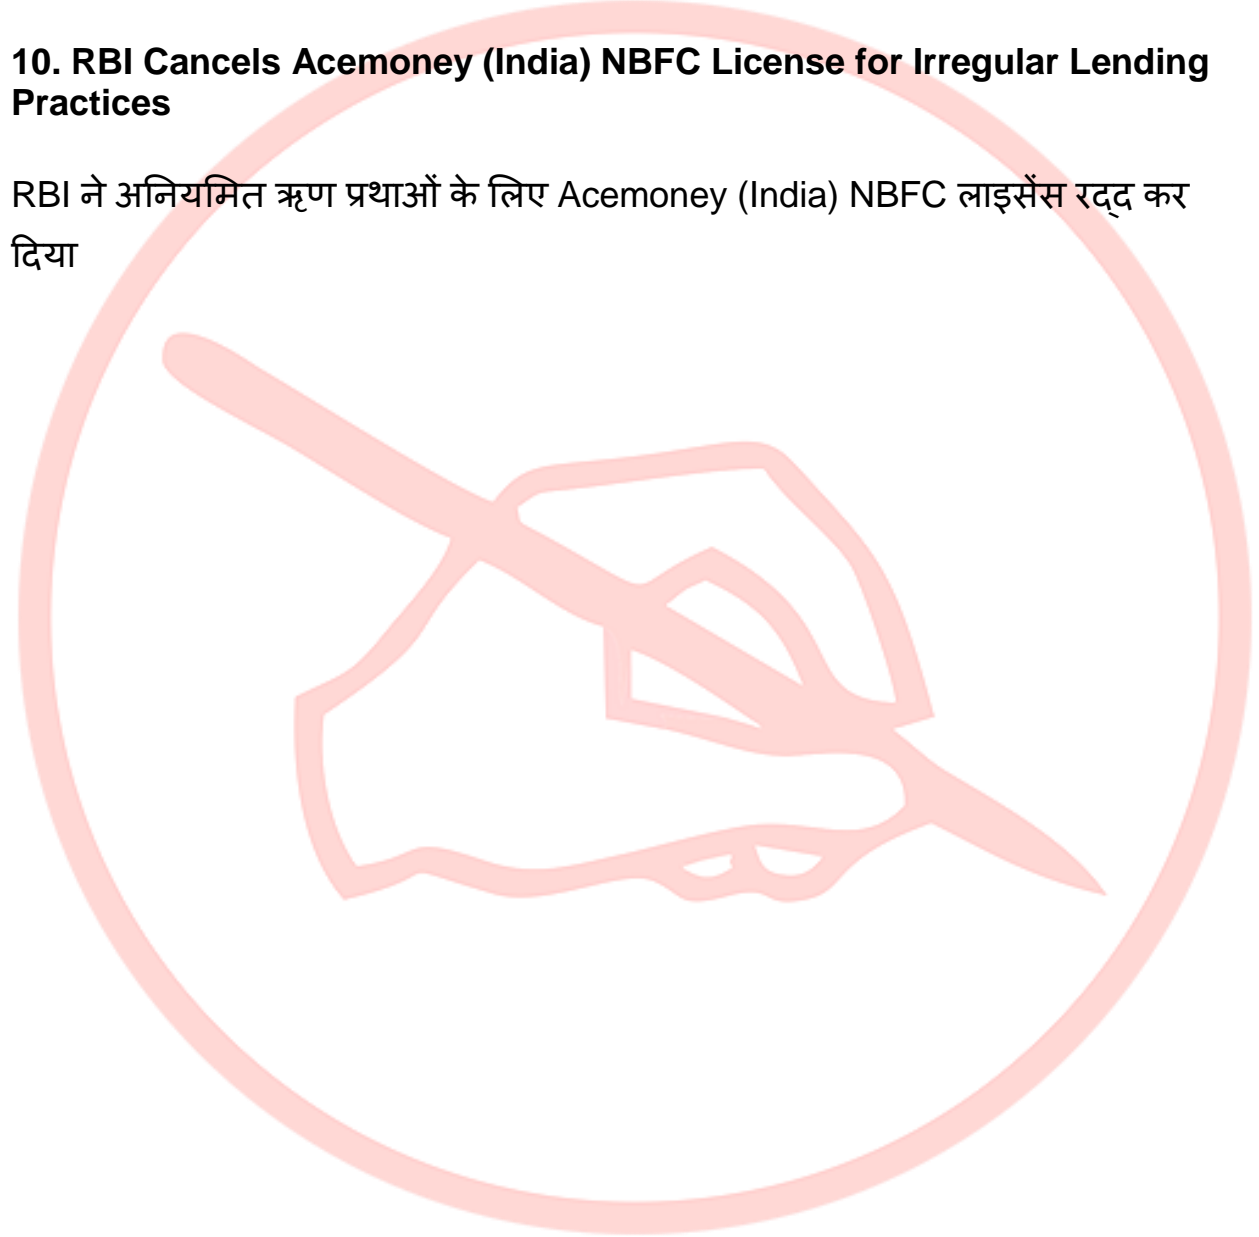 10. RBI Cancels Acemoney (India) NBFC License for Irregular Lending
Practices
RBI ने अनियमित ऋण प्रथाओं के लिए Acemoney (India) NBFC लाइसेंस रद्द कर
दिया